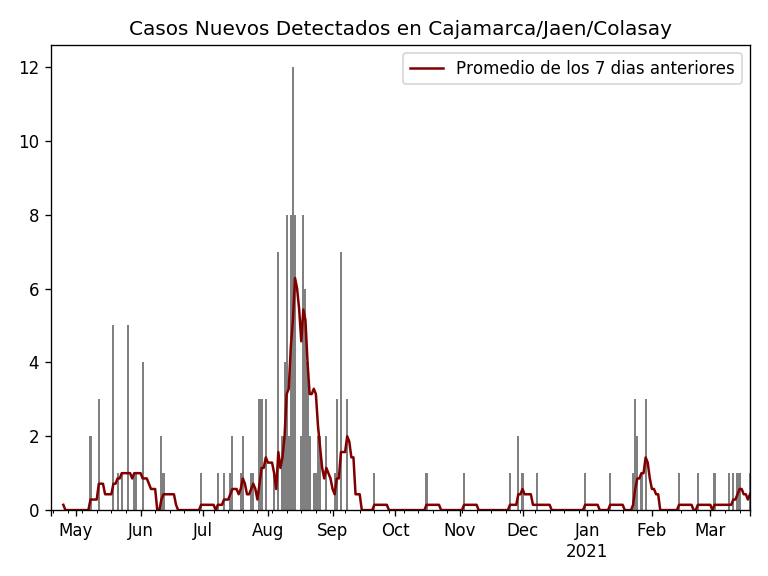 Casos Nuevos Detectados en Cajamarca/Jaen/Colasay
Promedio de los 7 dias anteriores
12
10
8
6
4
2
0
May Jun Jul Aug Sep Oct Nov Dec Jan Feb Mar
2021